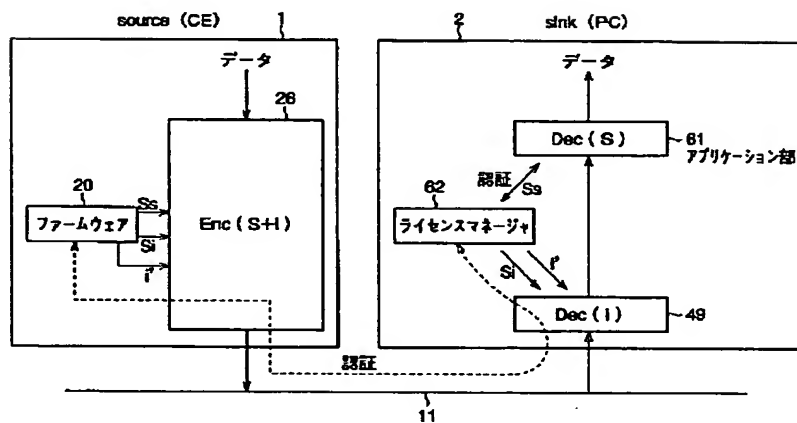 source (CE)
1
データ
26
20
ファームウェア
Ss
Si
i'
Enc(S+I)
認証
11
sink (PC)
2
データ
Dec(S)
61
アプリケーション部
認証
Ss
62
ライセンスマネージャ
Si
i'
Dec(I)
49